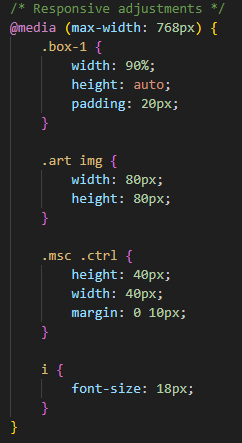 /* Responsive adjustments */
@media (max-width: 768px) {
    .box-1 {
        width: 90%;
        height: auto;
        padding: 20px;
    }

    .art img {
        width: 80px;
        height: 80px;
    }

    .msc .ctrl {
        height: 40px;
        width: 40px;
        margin: 0 10px;
    }

    i {
        font-size: 18px;
    }
}